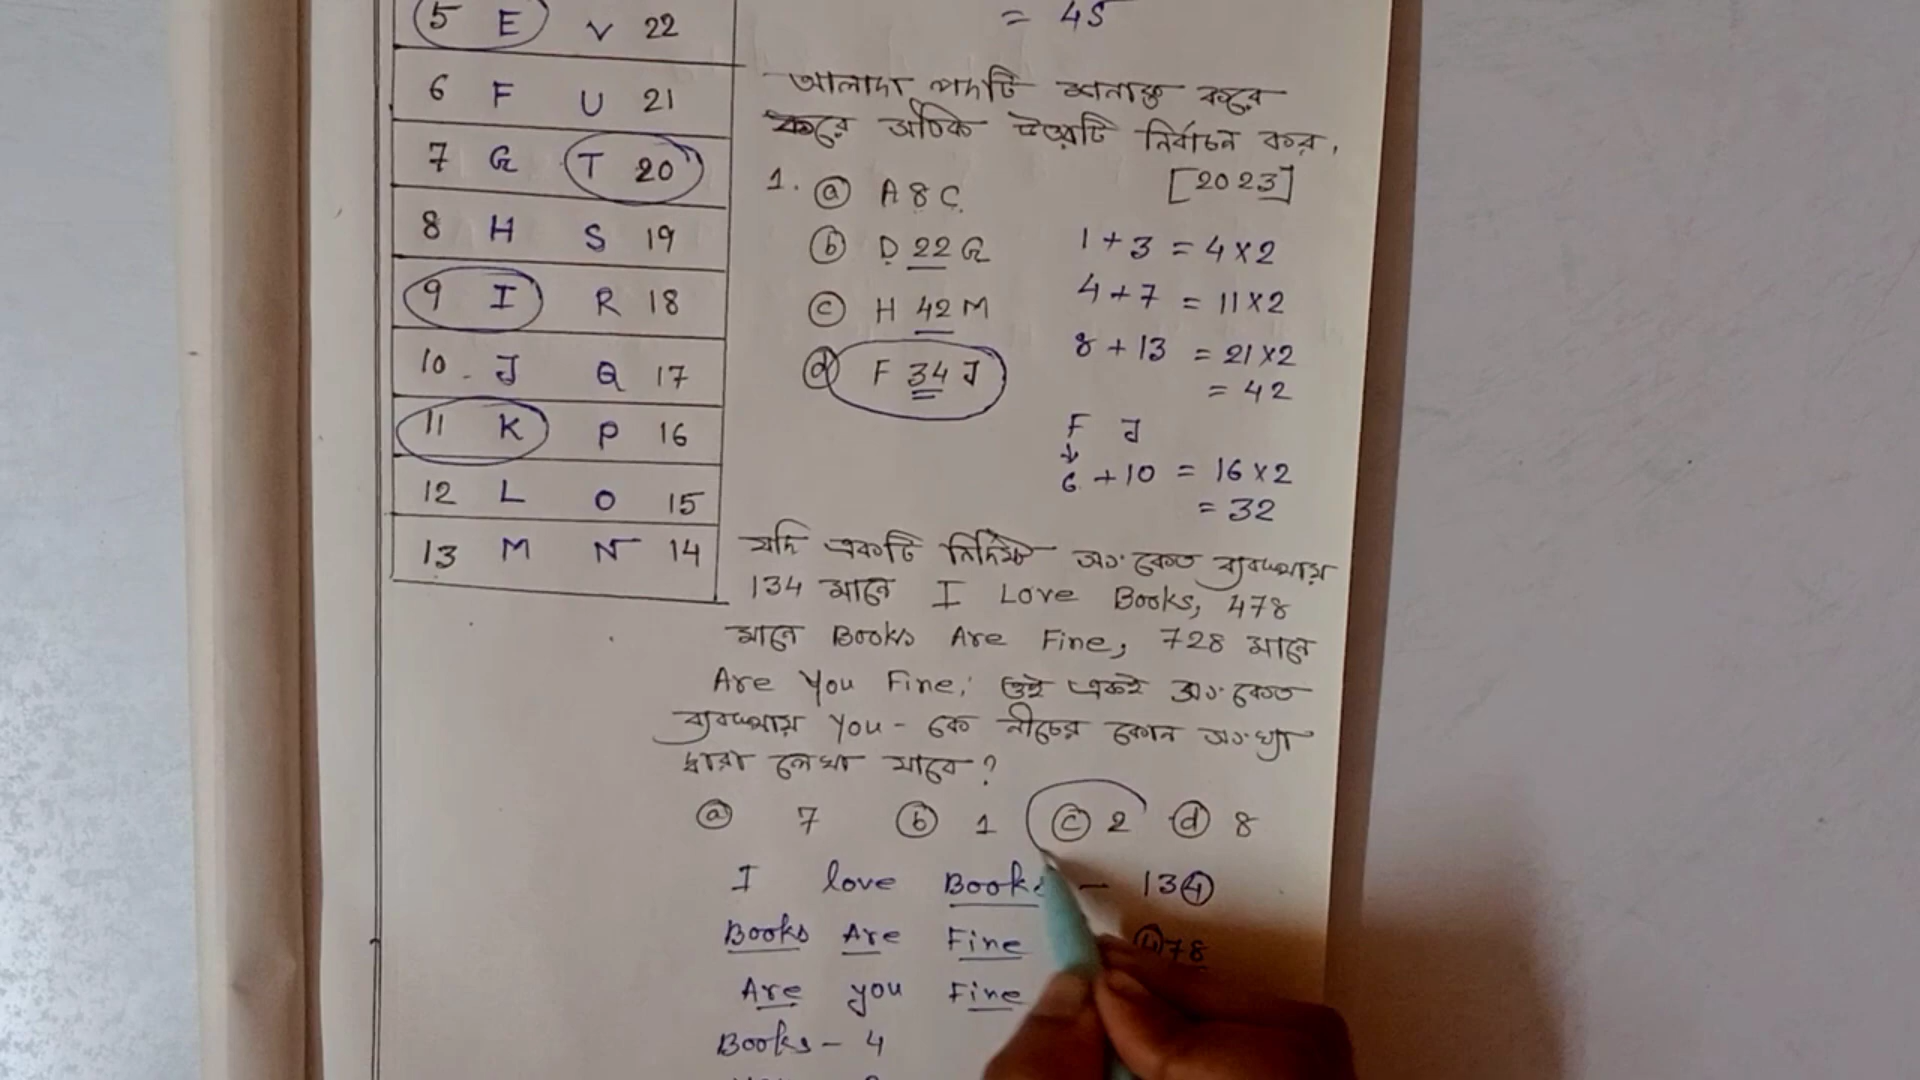 5 E V 22
6 F U 21
7 G T 20
8 H S 19
9 I R 18
10 J Q 17
11 K P 16
12 L O 15
13 M N 14
= 45
আলাদা পদটি শনাক্ত করে
করে সঠিক উত্তরটি নির্বাচন কর,
[2023]
1. a A 8 C
b D 22 G
c H 42 M
d F 34 J
1 + 3 = 4 x 2
4 + 7 = 11 x 2
8 + 13 = 21 x 2
= 42
F J
↓
6 + 10 = 16 x 2
= 32
যদি একটি নির্দিষ্ট সংকেত ব্যবস্থায়
134 মানে I Love Books, 478
মানে Books Are Fine, 728 মানে
Are You Fine, ওই একই সংকেত
ব্যবস্থায় You - কে নীচের কোন সংখ্যা
দ্বারা লেখা যাবে?
a 7 b 1 c 2 d 8
I love Books - 134
Books Are Fine 478
Are you Fine
Books - 4